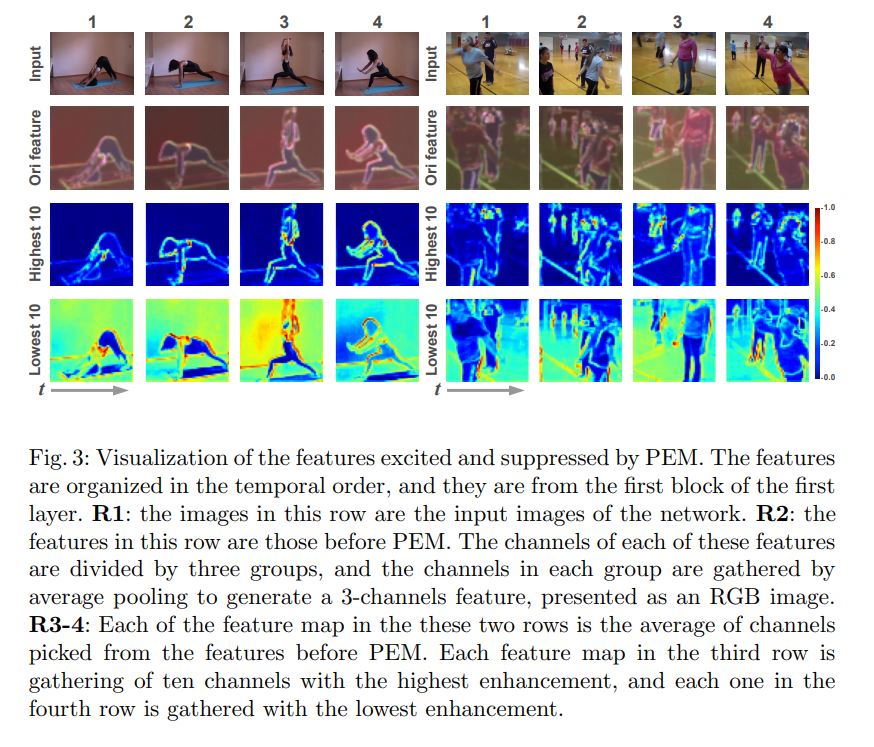 1 2 3 4 1 2 3 4
Input Input
Ori feature Ori feature
Highest 10 Highest 10
1.0
0.8
0.6
0.4
0.2
0.0
Lowest 10 Lowest 10
t t
Fig. 3: Visualization of the features excited and suppressed by PEM. The features
are organized in the temporal order, and they are from the first block of the first
layer. R1: the images in this row are the input images of the network. R2: the
features in this row are those before PEM. The channels of each of these features
are divided by three groups, and the channels in each group are gathered by
average pooling to generate a 3-channels feature, presented as an RGB image.
R3-4: Each of the feature map in the these two rows is the average of channels
picked from the features before PEM. Each feature map in the third row is
gathering of ten channels with the highest enhancement, and each one in the
fourth row is gathered with the lowest enhancement.